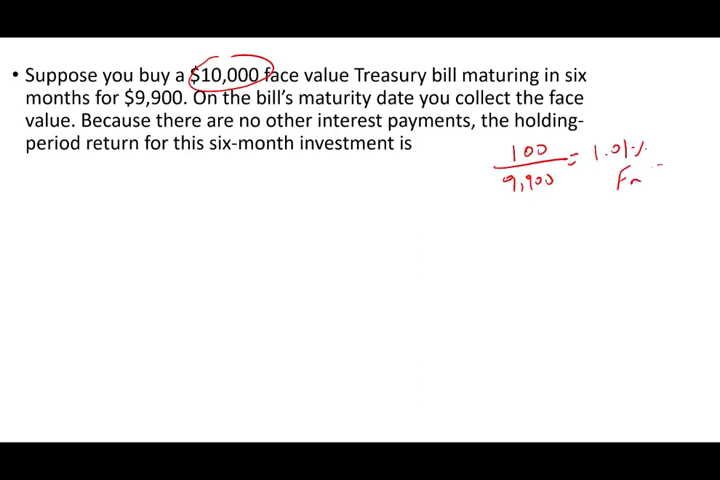 • Suppose you buy a $10,000 face value Treasury bill maturing in six
months for $9,900. On the bill's maturity date you collect the face
value. Because there are no other interest payments, the holding-
period return for this six-month investment is
100
9,900
= 1.01%